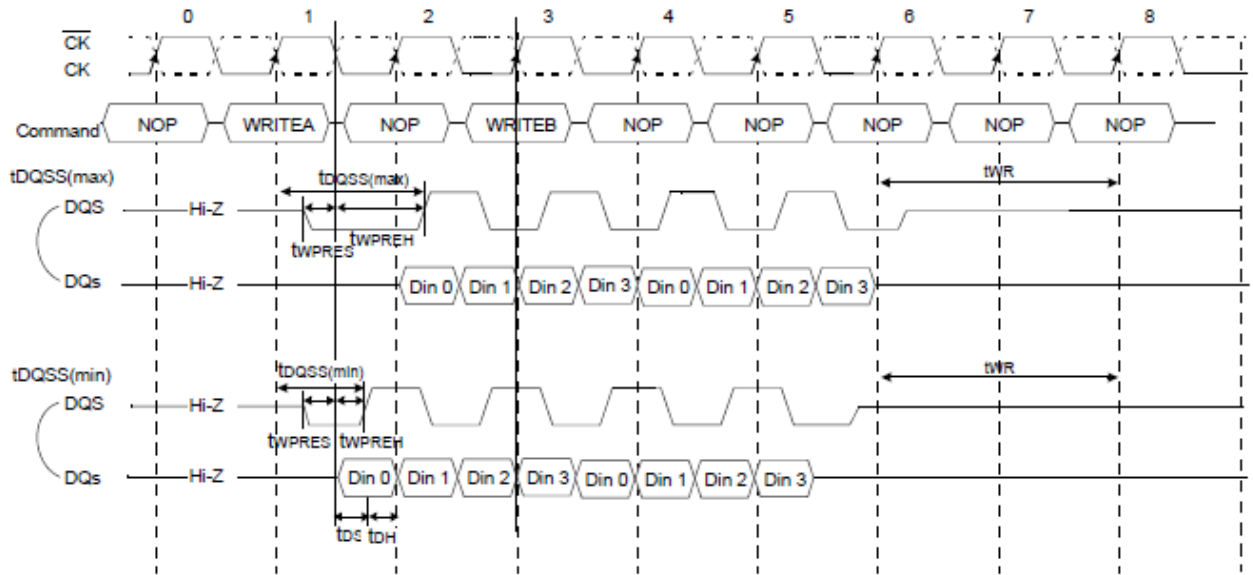 0 1 2 3 4 5 6 7 8
CK
CK
Command NOP WRITEA NOP WRITEB NOP NOP NOP NOP NOP
tDQSS(max)
tDQSS(max) tWR
DQS Hi-Z
tWPRES tWPREH
DQs Hi-Z Din 0 Din 1 Din 2 Din 3 Din 0 Din 1 Din 2 Din 3
tDQSS(min)
tDQSS(min) tWR
DQS Hi-Z
tWPRES tWPREH
DQs Hi-Z Din 0 Din 1 Din 2 Din 3 Din 0 Din 1 Din 2 Din 3
tDS tDH